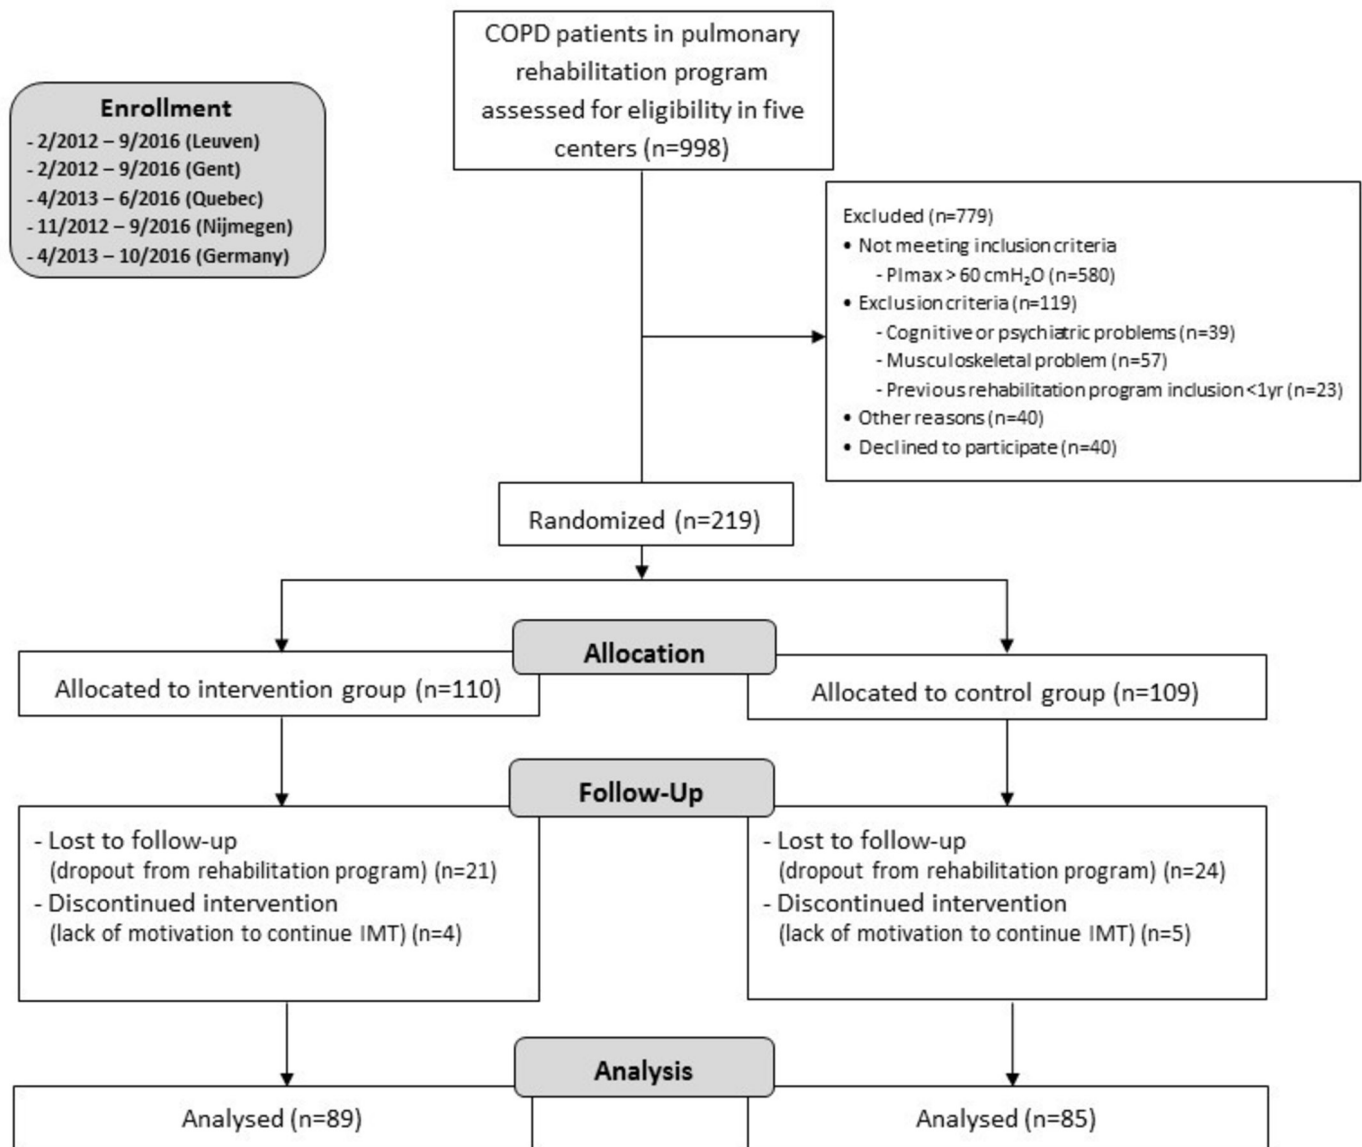 COPD patients in pulmonary
rehabilitation program
assessed for eligibility in five
centers (n=998)
Enrollment
- 2/2012 – 9/2016 (Leuven)
- 2/2012 – 9/2016 (Gent)
- 4/2013 – 6/2016 (Quebec)
- 11/2012 – 9/2016 (Nijmegen)
- 4/2013 – 10/2016 (Germany)
Excluded (n=779)
• Not meeting inclusion criteria
- PImax > 60 cmH₂O (n=580)
• Exclusion criteria (n=119)
- Cognitive or psychiatric problems (n=39)
- Musculoskeletal problem (n=57)
- Previous rehabilitation program inclusion <1yr (n=23)
• Other reasons (n=40)
• Declined to participate (n=40)
Randomized (n=219)
Allocation
Allocated to intervention group (n=110)
Allocated to control group (n=109)
Follow-Up
- Lost to follow-up
(dropout from rehabilitation program) (n=21)
- Discontinued intervention
(lack of motivation to continue IMT) (n=4)
- Lost to follow-up
(dropout from rehabilitation program) (n=24)
- Discontinued intervention
(lack of motivation to continue IMT) (n=5)
Analysis
Analysed (n=89)
Analysed (n=85)